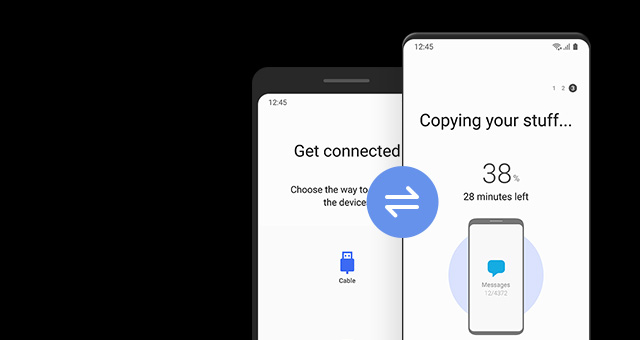 12:45
Get connected
Choose the way to
the device
Cable
12:45
1 2 3
Copying your stuff...
38%
28 minutes left
Messages
12/4372